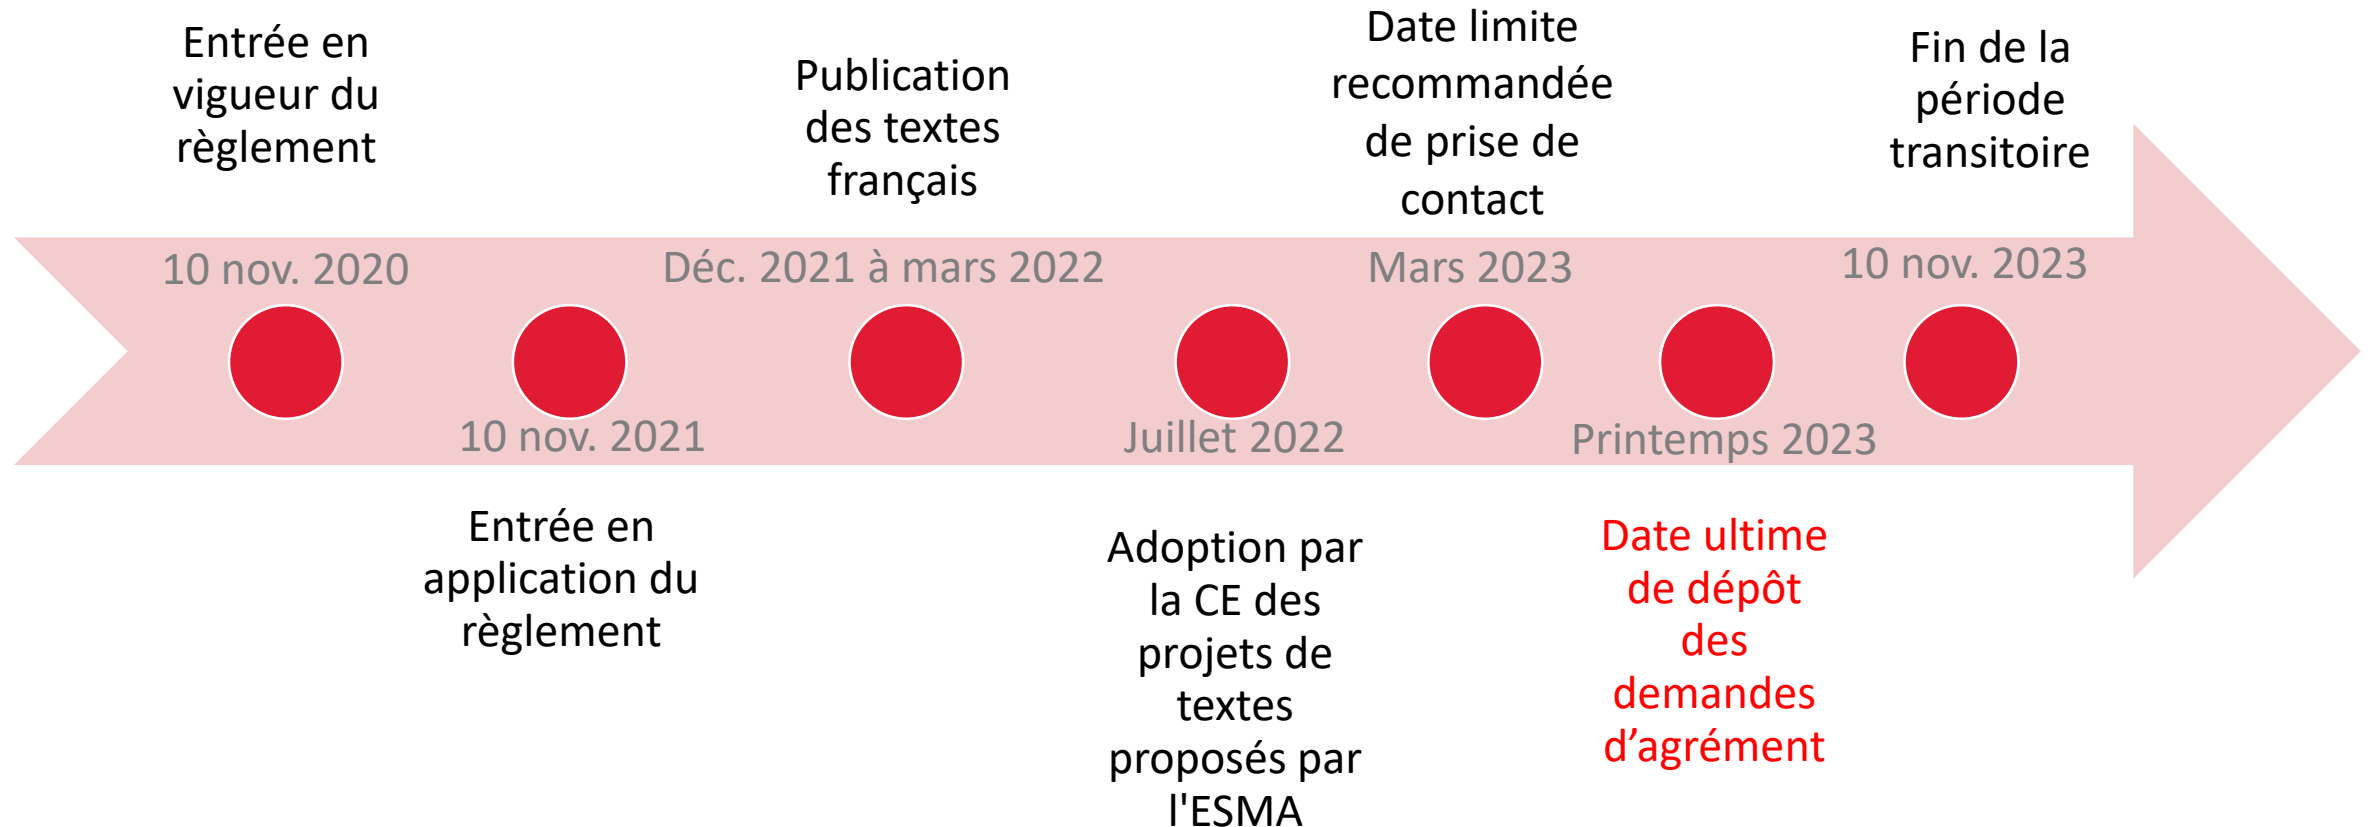 Entrée en
vigueur du
règlement
10 nov. 2020
10 nov. 2021
Entrée en
application du
règlement
Publication
des textes
français
Déc. 2021 à mars 2022
Juillet 2022
Adoption par
la CE des
projets de
textes
proposés par
l'ESMA
Date limite
recommandée
de prise de
contact
Mars 2023
Printemps 2023
Date ultime
de dépôt
des
demandes
d’agrément
Fin de la
période
transitoire
10 nov. 2023